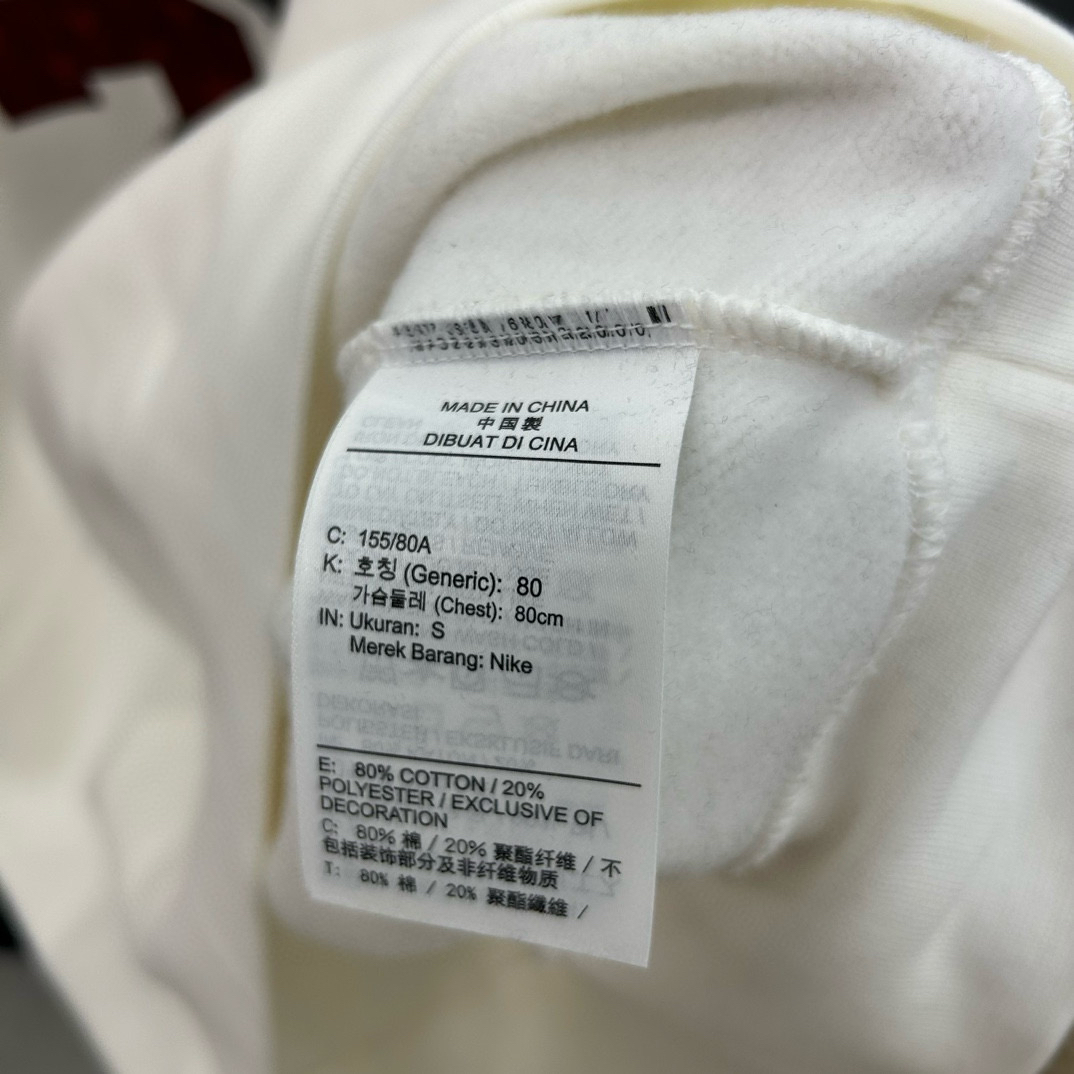 MADE IN CHINA
中国製
DIBUAT DI CINA
C: 155/80A
K: 호칭 (Generic): 80
가슴둘레 (Chest): 80cm
IN: Ukuran: S
Merek Barang: Nike
E: 80% COTTON / 20%
POLYESTER / EXCLUSIVE OF
DECORATION
C: 80% 棉 / 20% 聚酯纤维 / 不
包括装饰部分及非纤维物质
T: 80% 棉 / 20% 聚酯纖維 /